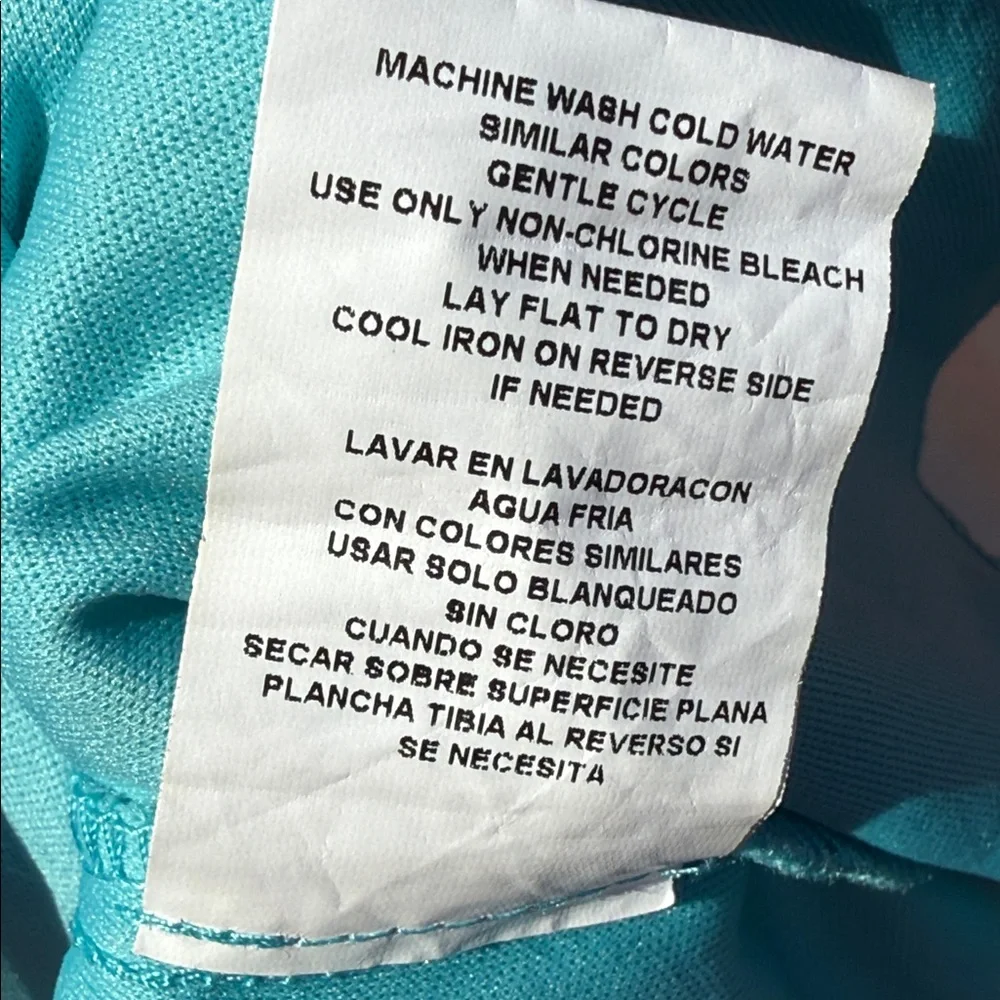 MACHINE WASH COLD WATER
SIMILAR COLORS
GENTLE CYCLE
USE ONLY NON-CHLORINE BLEACH
WHEN NEEDED
LAY FLAT TO DRY
COOL IRON ON REVERSE SIDE
IF NEEDED
LAVAR EN LAVADORACON
AGUA FRIA
CON COLORES SIMILARES
USAR SOLO BLANQUEADO
SIN CLORO
CUANDO SE NECESITE
SECAR SOBRE SUPERFICIE PLANA
PLANCHA TIBIA AL REVERSO SI
SE NECESITA